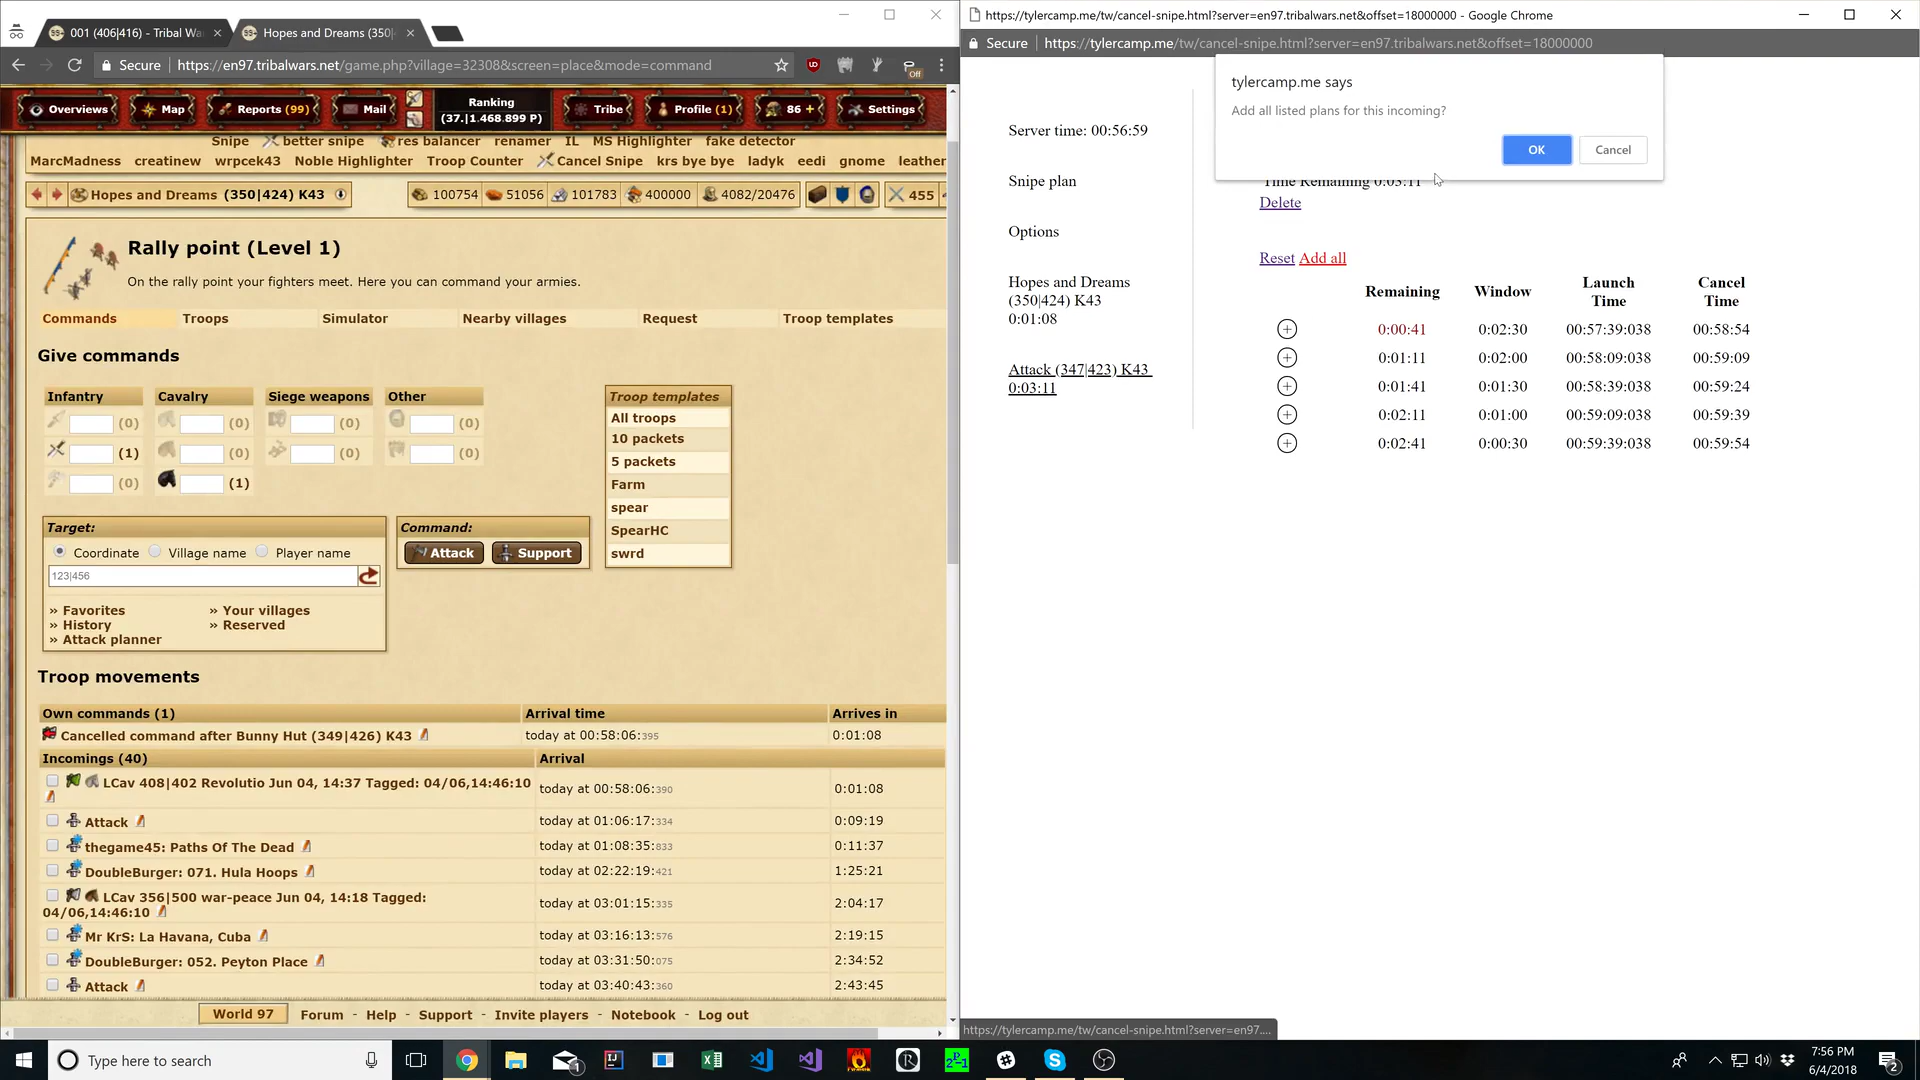 001 (406|416) - Tribal Wa
Hopes and Dreams (350|
Secure
https://en97.tribalwars.net/game.php?village=32308&screen=place&mode=command
Off
Overviews
Map
Reports (99)
Mail
Ranking
(37.|1.468.899 P)
Tribe
Profile (1)
86 +
Settings
Snipe
better snipe
res balancer
renamer
IL
MS Highlighter
fake detector
MarcMadness
creatinew
wrpcek43
Noble Highlighter
Troop Counter
Cancel Snipe
krs bye bye
ladyk
eedi
gnome
leather
Hopes and Dreams (350|424) K43
100754
51056
101783
400000
4082/20476
455
Rally point (Level 1)
On the rally point your fighters meet. Here you can command your armies.
Commands
Troops
Simulator
Nearby villages
Request
Troop templates
Give commands
Infantry
Cavalry
Siege weapons
Other
(0) (0) (0) (0)
(1) (0) (0) (0)
(0) (1)
Troop templates
All troops
10 packets
5 packets
Farm
spear
SpearHC
swrd
Target:
Coordinate
Village name
Player name
123|456
» Favorites
» Your villages
» History
» Reserved
» Attack planner
Command:
Attack
Support
Troop movements
Own commands (1) Arrival time Arrives in
Cancelled command after Bunny Hut (349|426) K43 today at 00:58:06:395 0:01:08
Incomings (40) Arrival
LCav 408|402 Revolutio Jun 04, 14:37 Tagged: 04/06,14:46:10 today at 00:58:06:390 0:01:08
Attack today at 01:06:17:334 0:09:19
thegame45: Paths Of The Dead today at 01:08:35:833 0:11:37
DoubleBurger: 071. Hula Hoops today at 02:22:19:421 1:25:21
LCav 356|500 war-peace Jun 04, 14:18 Tagged:
04/06,14:46:10 today at 03:01:15:335 2:04:17
Mr KrS: La Havana, Cuba today at 03:16:13:576 2:19:15
DoubleBurger: 052. Peyton Place today at 03:31:50:075 2:34:52
Attack today at 03:40:43:360 2:43:45
World 97
Forum - Help - Support - Invite players - Notebook - Log out
https://tylercamp.me/tw/cancel-snipe.html?server=en97.tribalwars.net&offset=18000000 - Google Chrome
Secure
https://tylercamp.me/tw/cancel-snipe.html?server=en97.tribalwars.net&offset=18000000
tylercamp.me says
Add all listed plans for this incoming?
OK
Cancel
Server time: 00:56:59
Snipe plan
Options
Hopes and Dreams
(350|424) K43
0:01:08
Attack (347|423) K43
0:03:11
Time Remaining 0:03:11
Delete
Reset Add all
Remaining Window Launch Time Cancel Time
0:00:41 0:02:30 00:57:39:038 00:58:54
0:01:11 0:02:00 00:58:09:038 00:59:09
0:01:41 0:01:30 00:58:39:038 00:59:24
0:02:11 0:01:00 00:59:09:038 00:59:39
0:02:41 0:00:30 00:59:39:038 00:59:54
https://tylercamp.me/tw/cancel-snipe.html?server=en97....
Type here to search
7:56 PM
6/4/2018